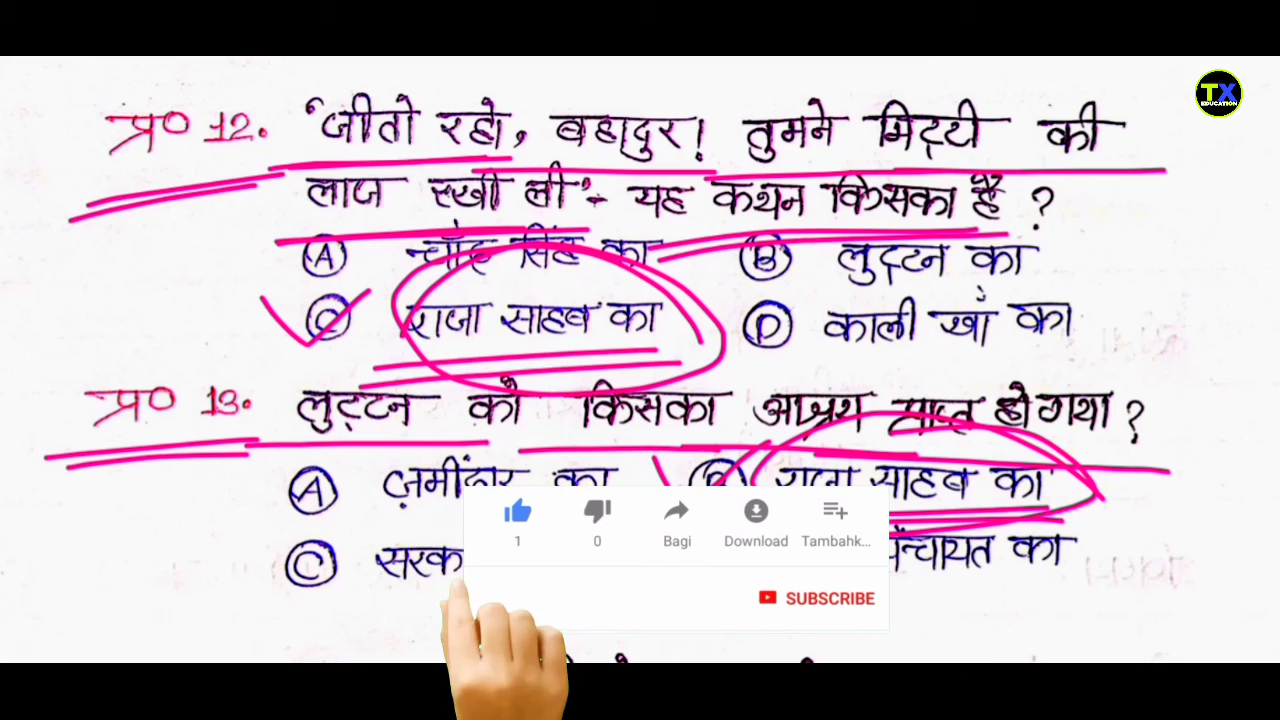 TX
EDUCATION
प्र० 12. 'जीतो रहो, बहादुर! तुमने मिट्टी की
लाज रखी ली' - यह कथन किसका है ?
(A) चाँद सिंह का (B) लुट्टन का
(C) राजा साहब का (D) काली खाँ का
प्र० 13. लुट्टन को किसका आश्रय प्राप्त हो गया ?
(A) ज़मींदार का (B) राजा साहब का
(C) पंचायत का
1 0 Bagi Download Tambahk...
SUBSCRIBE